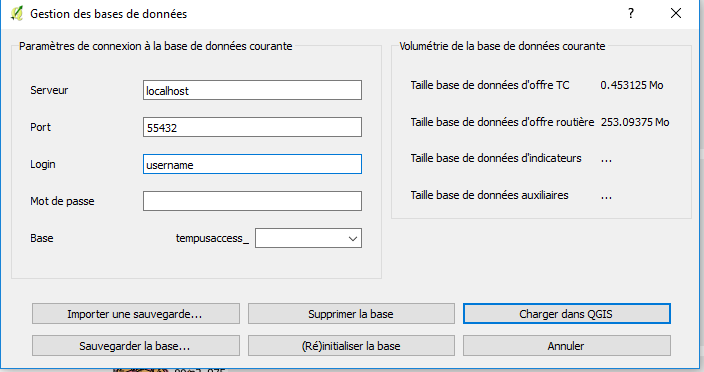 Gestion des bases de données
Paramètres de connexion à la base de données courante
Serveur localhost
Port 55432
Login username
Mot de passe
Base tempusaccess_
Volumétrie de la base de données courante
Taille base de données d'offre TC 0.453125 Mo
Taille base de données d'offre routière 253.09375 Mo
Taille base de données d'indicateurs ...
Taille base de données auxiliaires ...
Importer une sauvegarde... Supprimer la base Charger dans QGIS
Sauvegarder la base... (Ré)initialiser la base Annuler